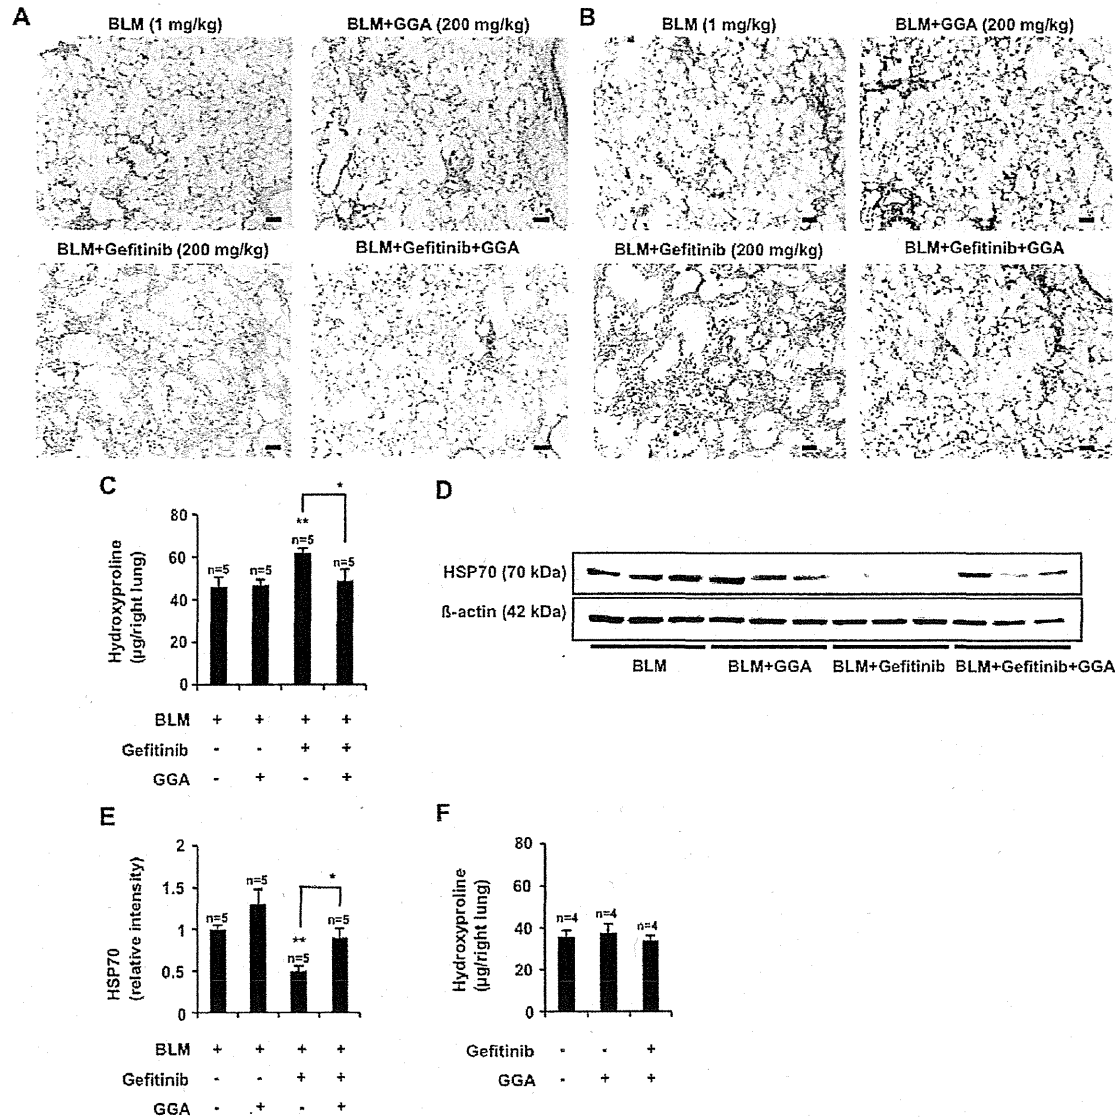 A
BLM (1 mg/kg)
BLM+GGA (200 mg/kg)
B
BLM (1 mg/kg)
BLM+GGA (200 mg/kg)
BLM+Gefitinib (200 mg/kg)
BLM+Gefitinib+GGA
BLM+Gefitinib (200 mg/kg)
BLM+Gefitinib+GGA
C
Hydroxyproline
(µg/right lung)
80
60
40
20
0
n=5
n=5
**
n=5
*
n=5
BLM + + + +
Gefitinib - - + +
GGA - + - +
D
HSP70 (70 kDa)
ß-actin (42 kDa)
BLM
BLM+GGA
BLM+Gefitinib
BLM+Gefitinib+GGA
E
HSP70
(relative intensity)
2
1.5
1
0.5
0
n=5
n=5
**
n=5
*
n=5
BLM + + + +
Gefitinib - - + +
GGA - + - +
F
Hydroxyproline
(µg/right lung)
80
60
40
20
0
n=4
n=4
n=4
Gefitinib - - +
GGA - + +